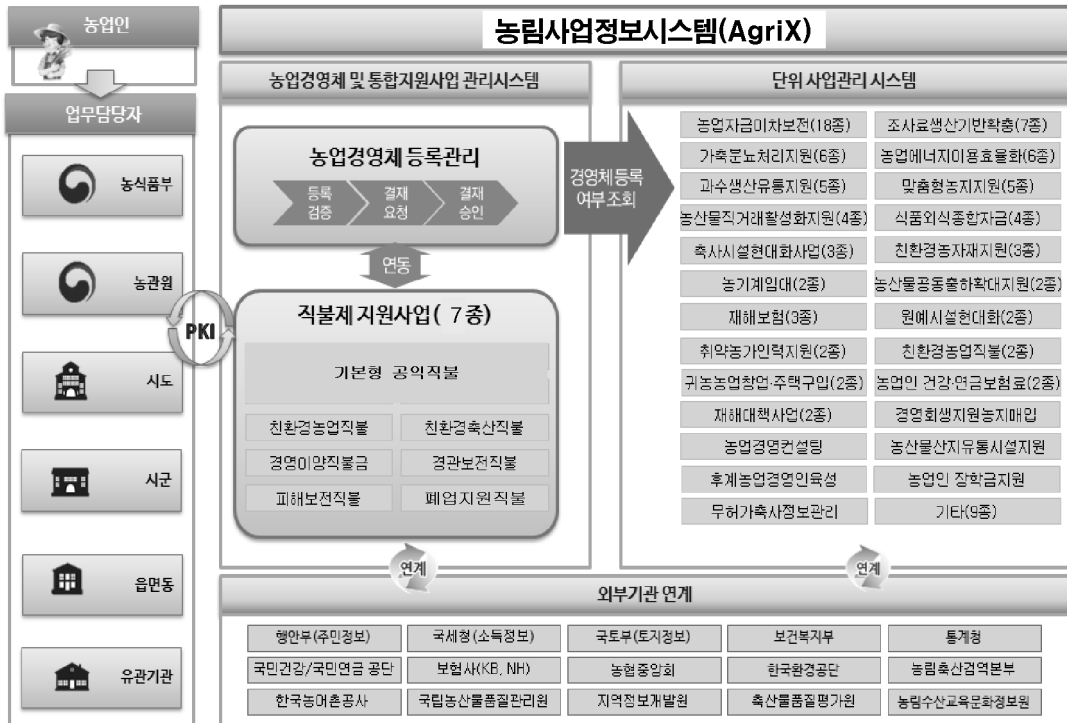 농업인
업무담당자
농식품부
농관원
시도
시군
읍면동
유관기관
PKI
농림사업정보시스템(AgriX)
농업경영체 및 통합지원사업 관리시스템
농업경영체 등록관리
등록
검증
결재
요청
결재
승인
연동
직불제 지원사업( 7종)
기본형 공익직불
친환경농업직불
친환경축산직불
경영이양직불금
경관보전직불
피해보전직불
폐업지원직불
경영체 등록
여부 조회
단위 사업관리 시스템
농업자금이차보전(18종)
조사료생산기반확충(7종)
가축분뇨처리지원(6종)
농업에너지이용효율화(6종)
과수생산유통지원(5종)
맞춤형농지지원(5종)
농산물직거래활성화지원(4종)
식품외식종합자금(4종)
축사시설현대화사업(3종)
친환경농자재지원(3종)
농기계임대(2종)
농산물공동출하확대지원(2종)
재해보험(3종)
원예시설현대화(2종)
취약농가인력지원(2종)
친환경농업직불(2종)
귀농농업창업·주택구입(2종)
농업인 건강·연금보험료(2종)
재해대책사업(2종)
경영회생지원농지매입
농업경영컨설팅
농산물산지유통시설지원
후계농업경영인육성
농업인 장학금지원
무허가축사정보관리
기타(9종)
연계
연계
외부기관 연계
행안부(주민정보)
국세청(소득정보)
국토부(토지정보)
보건복지부
통계청
국민건강/국민연금 공단
보험사(KB, NH)
농협중앙회
한국환경공단
농림축산검역본부
한국농어촌공사
국립농산물품질관리원
지역정보개발원
축산물품질평가원
농림수산교육문화정보원